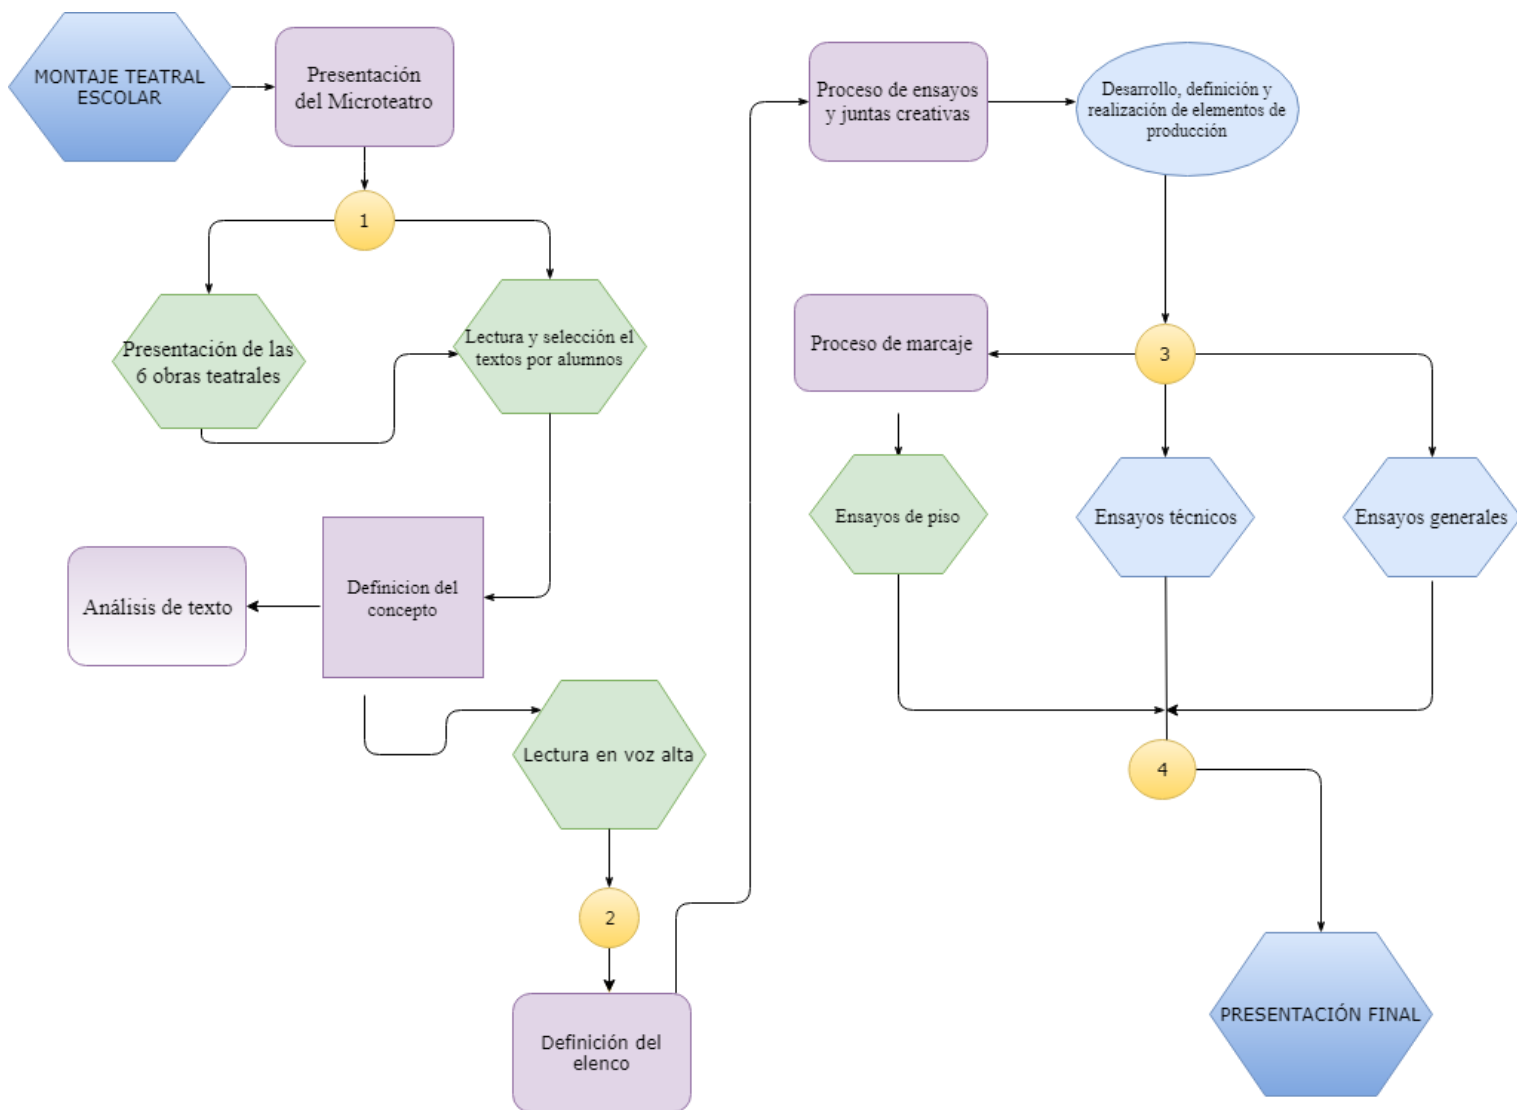 MONTAJE TEATRAL
ESCOLAR
Presentación
del Microteatro
1
Presentación de las
6 obras teatrales
Lectura y selección el
textos por alumnos
Definicion del
concepto
Análisis de texto
Lectura en voz alta
2
Definición del
elenco
Proceso de ensayos
y juntas creativas
Desarrollo, definición y
realización de elementos de
producción
3
Proceso de marcaje
Ensayos de piso
Ensayos técnicos
Ensayos generales
4
PRESENTACIÓN FINAL